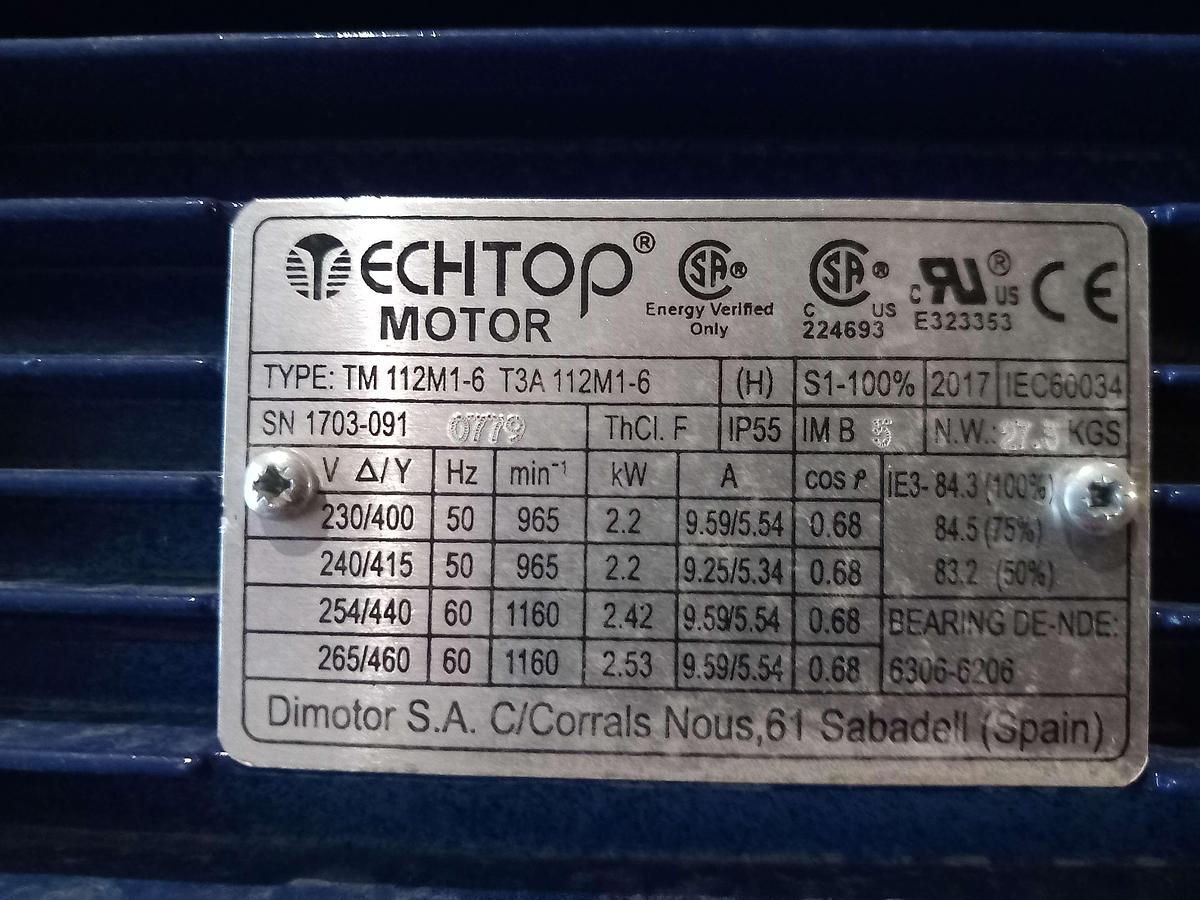 TECHTOP®
MOTOR
SA®
Energy Verified
Only
SA®
C US
224693
c RU® US
E323353
CE
TYPE: TM 112M1-6 T3A 112M1-6 (H) S1-100% 2017 IEC60034
SN 1703-091 07779 ThCl. F IP55 IM B 5 N.W.: KGS
V Δ/Y Hz min⁻¹ kW A cos ρ IE3- 84.3 (100%)
230/400 50 965 2.2 9.59/5.54 0.68 84.5 (75%)
240/415 50 965 2.2 9.25/5.34 0.68 83.2 (50%)
254/440 60 1160 2.42 9.59/5.54 0.68 BEARING DE-NDE:
265/460 60 1160 2.53 9.59/5.54 0.68 6306-6206
Dimotor S.A. C/Corrals Nous,61 Sabadell (Spain)